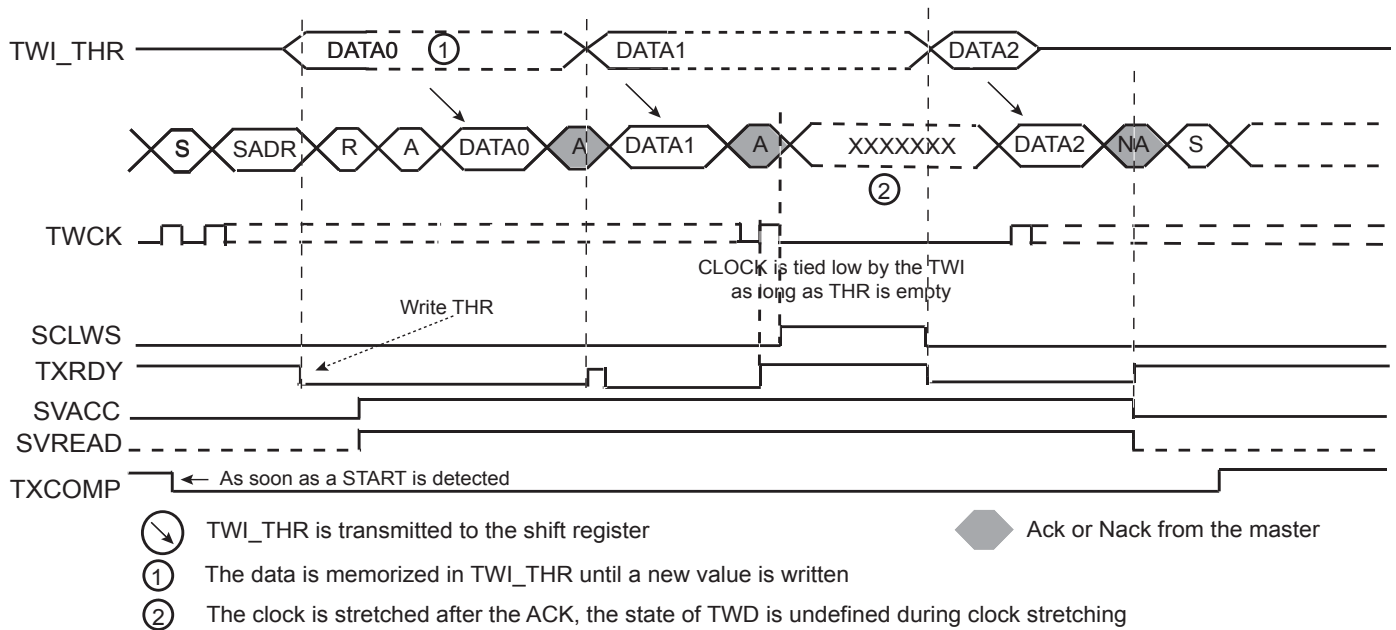 TWI_THR DATA0 1 DATA1 DATA2
S SADR R A DATA0 A DATA1 A XXXXXXX DATA2 NA S
2
TWCK
CLOCK is tied low by the TWI
as long as THR is empty
Write THR
SCLWS
TXRDY
SVACC
SVREAD
TXCOMP As soon as a START is detected
TWI_THR is transmitted to the shift register Ack or Nack from the master
1 The data is memorized in TWI_THR until a new value is written
2 The clock is stretched after the ACK, the state of TWD is undefined during clock stretching